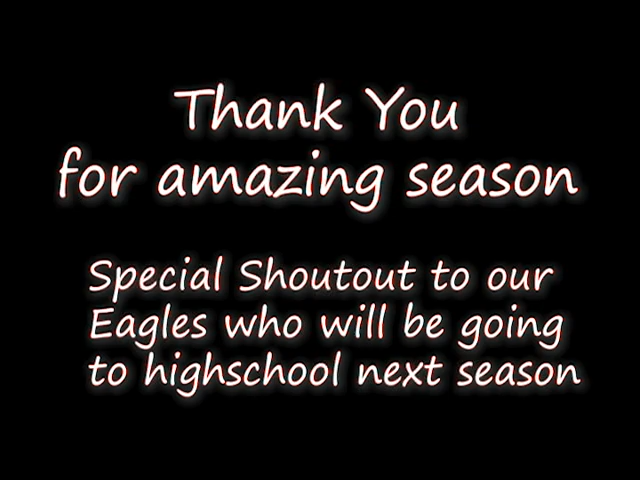 Thank You
for amazing season
Special Shoutout to our
Eagles who will be going
to highschool next season